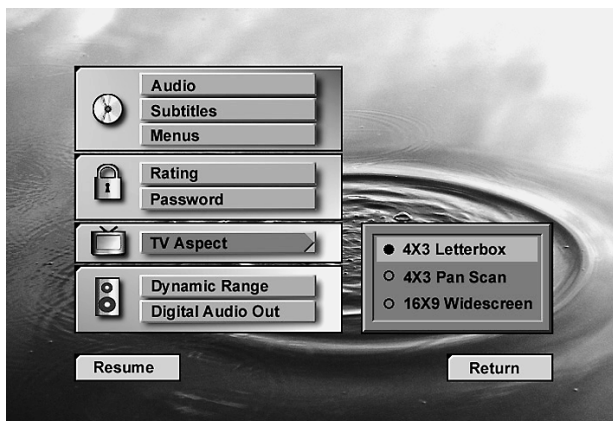 Audio
Subtitles
Menus
Rating
Password
TV Aspect
4X3 Letterbox
4X3 Pan Scan
16X9 Widescreen
Dynamic Range
Digital Audio Out
Resume
Return